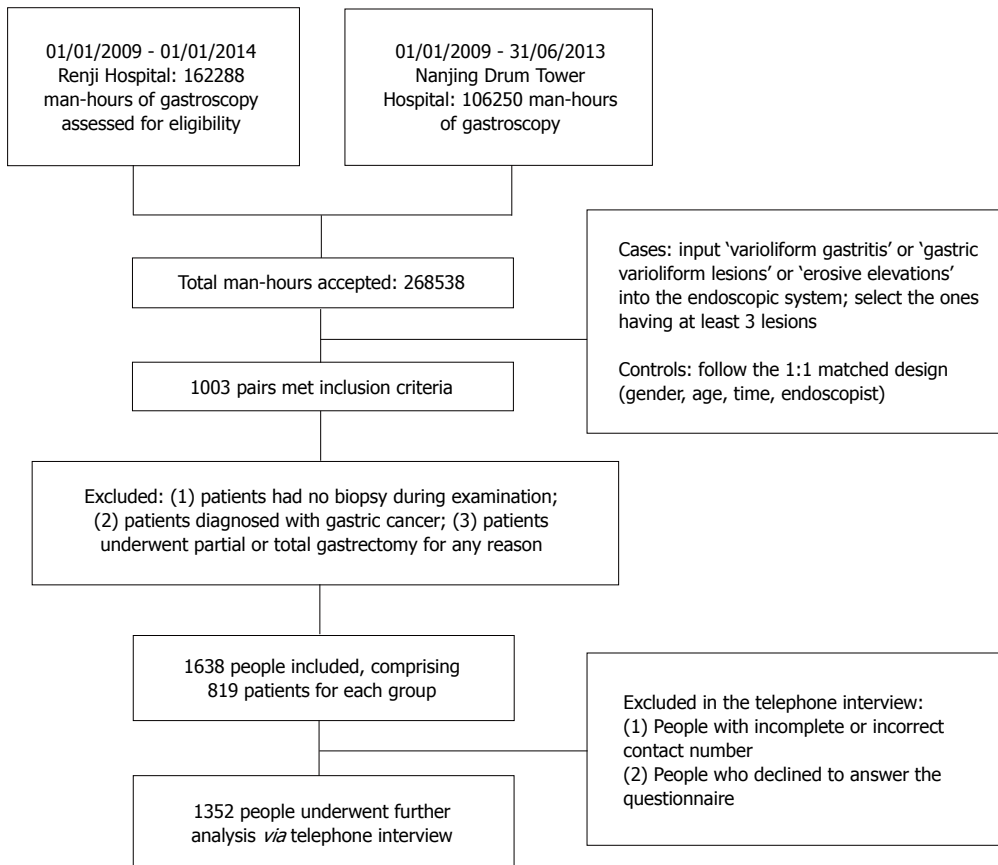 01/01/2009 - 01/01/2014
Renji Hospital: 162288
man-hours of gastroscopy
assessed for eligibility
01/01/2009 - 31/06/2013
Nanjing Drum Tower
Hospital: 106250 man-hours
of gastroscopy
Total man-hours accepted: 268538
Cases: input ‘varioliform gastritis’ or ‘gastric
varioliform lesions’ or ‘erosive elevations’
into the endoscopic system; select the ones
having at least 3 lesions
Controls: follow the 1:1 matched design
(gender, age, time, endoscopist)
1003 pairs met inclusion criteria
Excluded: (1) patients had no biopsy during examination;
(2) patients diagnosed with gastric cancer; (3) patients
underwent partial or total gastrectomy for any reason
1638 people included, comprising
819 patients for each group
Excluded in the telephone interview:
(1) People with incomplete or incorrect
contact number
(2) People who declined to answer the
questionnaire
1352 people underwent further
analysis via telephone interview